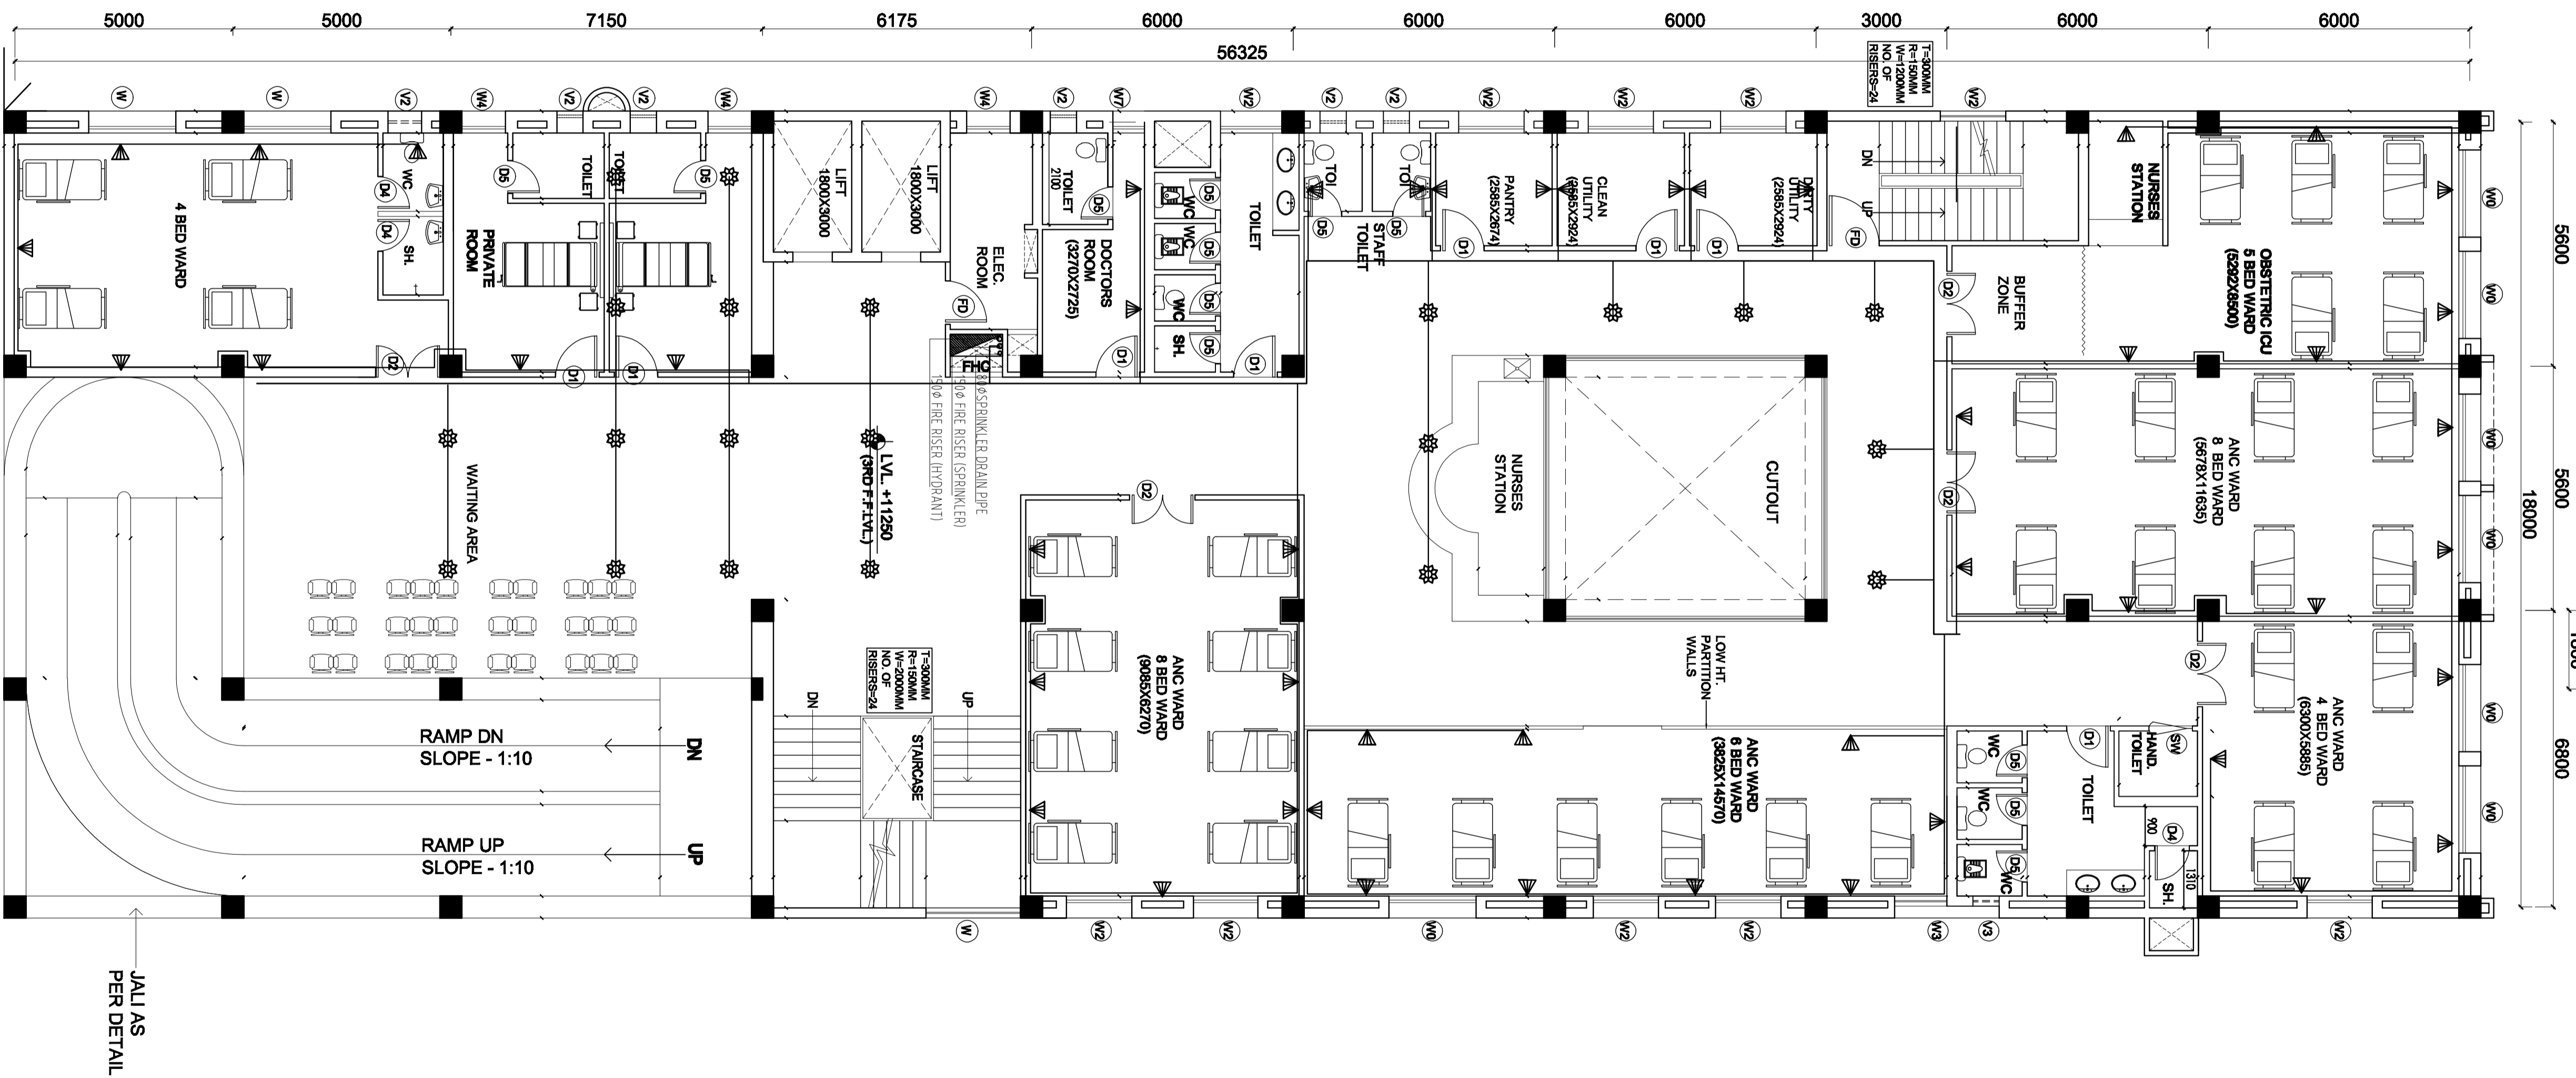 5000
5000
7150
6175
6000
6000
6000
3000
6000
6000
56325
T=300MM
R=150MM
W=1200MM
NO. OF
RISERS=24
W
W
V2
W4
V2
V2
W4
W4
V2
W7
W2
V2
V2
W2
W2
W2
W2
4 BED WARD
WC
D4
D4
SH.
D2
PRIVATE
ROOM
D5
TOILET
TOILET
D5
D1
D1
LIFT
1800X3000
LIFT
1800X3000
ELEC.
ROOM
FD
FHC
80Ø SPRINKLER DRAIN PIPE
150Ø FIRE RISER (SPRINKLER)
150Ø FIRE RISER (HYDRANT)
TOILET
2100
D5
DOCTORS
ROOM
(3270X2725)
D1
WC
D5
WC
D5
WC
D5
SH.
D5
TOILET
D1
TOI
TOI
D5
D5
STAFF
TOILET
PANTRY
(2585X2674)
D1
CLEAN
UTILITY
(2585X2924)
D1
DIRTY
UTILITY
(2585X2924)
D1
DN
UP
FD
NURSES
STATION
BUFFER
ZONE
D2
OBSTETRIC ICU
5 BED WARD
(5292X8500)
W0
W0
5600
W0
W0
5600
18000
W0
W0
6800
ANC WARD
8 BED WARD
(5678X11635)
D2
LVL. +11250
(3RD F.F.LVL.)
WAITING AREA
NURSES
STATION
CUTOUT
D2
ANC WARD
8 BED WARD
(9085X6270)
LOW HT.
PARTITION
WALLS
ANC WARD
6 BED WARD
(3825X14570)
D2
ANC WARD
4 BED WARD
(6300X5885)
T=300MM
R=150MM
W=2000MM
NO. OF
RISERS=24
DN
UP
STAIRCASE
RAMP DN
SLOPE - 1:10
DN
RAMP UP
SLOPE - 1:10
UP
WC
D5
WC
D5
WC
D5
D1
TOILET
HAND.
TOILET
SW
900
D4
SH.
1310
W
W2
W2
W0
W2
W2
W3
V3
W2
JALI AS
PER DETAIL